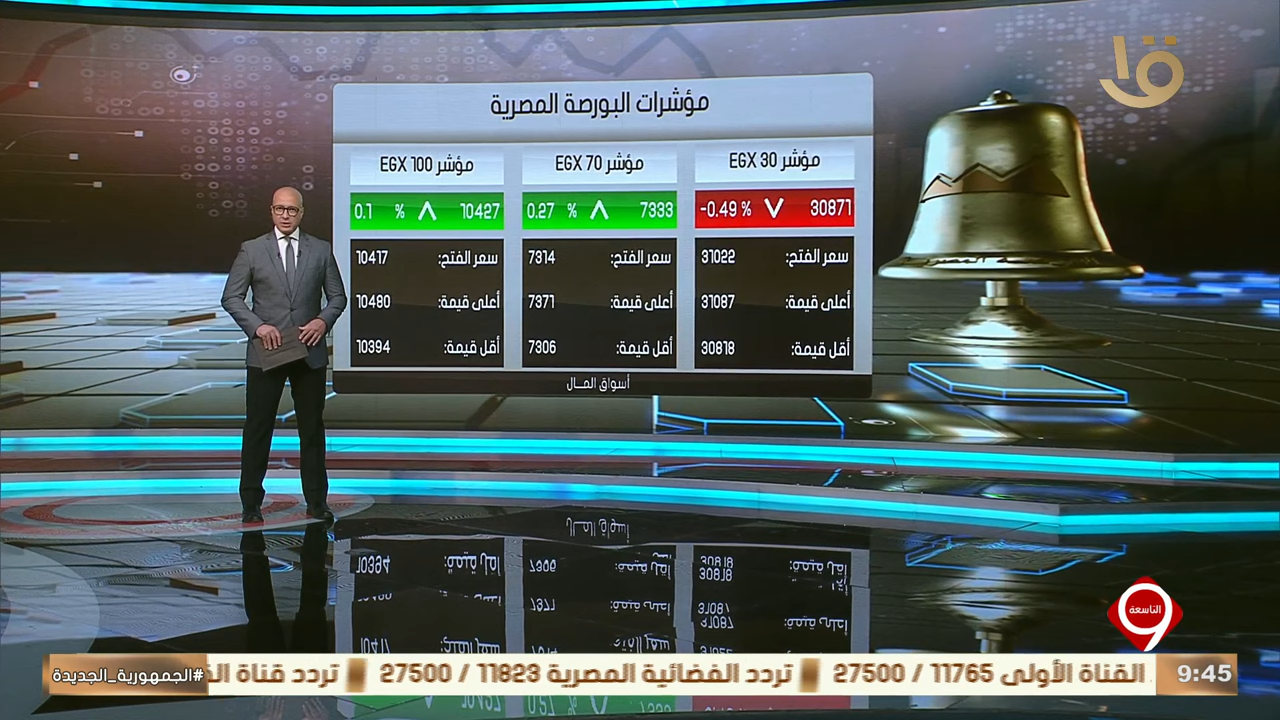 مؤشرات البورصة المصرية
مؤشر EGX 30
30871 -0.49 %
سعر الفتح: 31022
أعلى قيمة: 31087
أقل قيمة: 30818
مؤشر EGX 70
7333 % 0.27
سعر الفتح: 7314
أعلى قيمة: 7371
أقل قيمة: 7306
مؤشر EGX 100
10427 % 0.1
سعر الفتح: 10417
أعلى قيمة: 10480
أقل قيمة: 10394
أسواق المـال
التاسعة
9
9:45
القناة الأولى 11765 / 27500
تردد الفضائية المصرية 11823 / 27500
تردد قناة
#الجمهورية_الجديدة